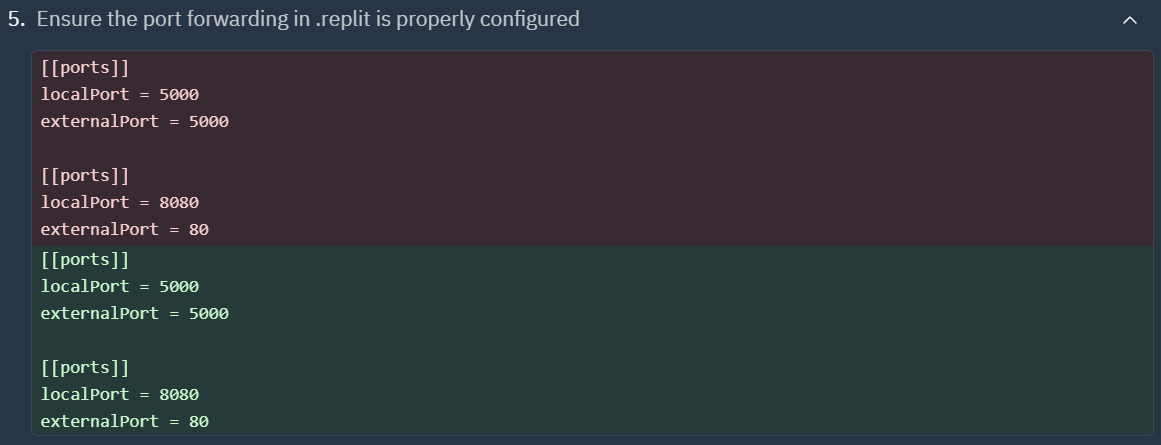 5. Ensure the port forwarding in .replit is properly configured
[[ports]]
localPort = 5000
externalPort = 5000
[[ports]]
localPort = 8080
externalPort = 80
[[ports]]
localPort = 5000
externalPort = 5000
[[ports]]
localPort = 8080
externalPort = 80